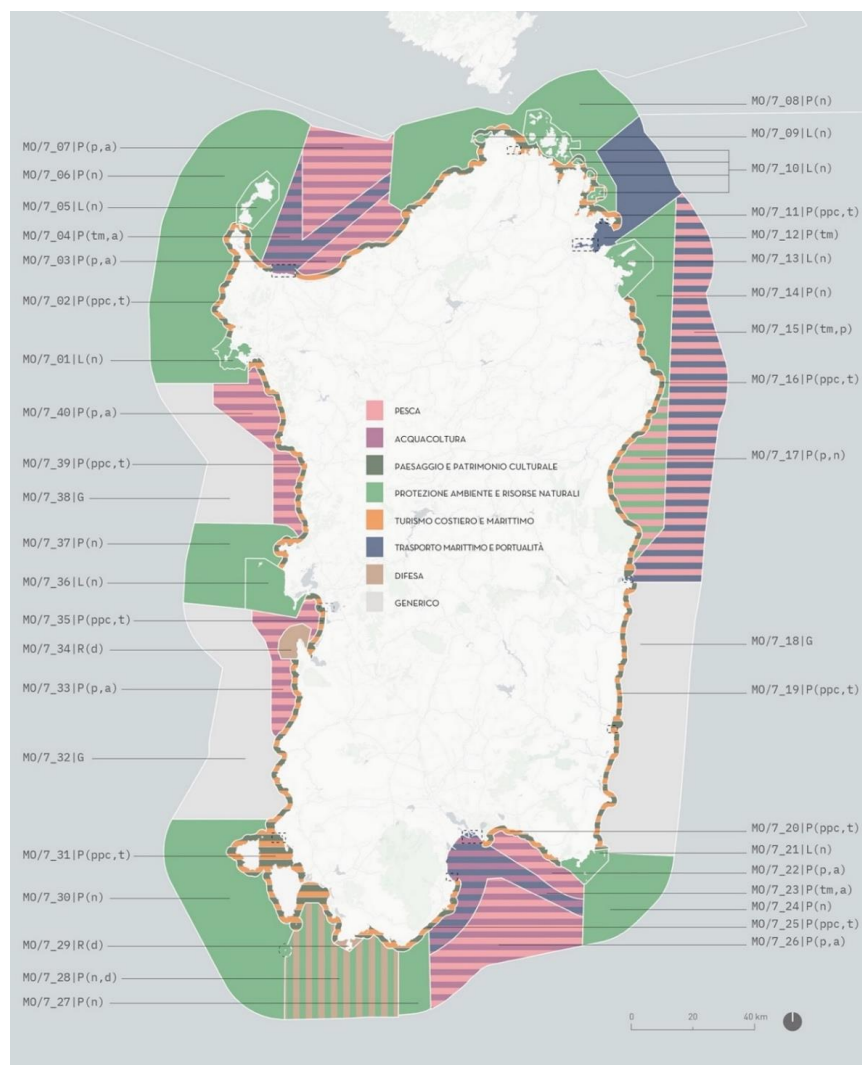 MO/7_07|P(p,a)
MO/7_06|P(n)
MO/7_05|L(n)
MO/7_04|P(tm,a)
MO/7_03|P(p,a)
MO/7_02|P(ppc,t)
MO/7_01|L(n)
MO/7_40|P(p,a)
MO/7_39|P(ppc,t)
MO/7_38|G
MO/7_37|P(n)
MO/7_36|L(n)
MO/7_35|P(ppc,t)
MO/7_34|R(d)
MO/7_33|P(p,a)
MO/7_32|G
MO/7_31|P(ppc,t)
MO/7_30|P(n)
MO/7_29|R(d)
MO/7_28|P(n,d)
MO/7_27|P(n)
PESCA
ACQUACOLTURA
PAESAGGIO E PATRIMONIO CULTURALE
PROTEZIONE AMBIENTE E RISORSE NATURALI
TURISMO COSTIERO E MARITTIMO
TRASPORTO MARITTIMO E PORTUALITÀ
DIFESA
GENERICO
MO/7_08|P(n)
MO/7_09|L(n)
MO/7_10|L(n)
MO/7_11|P(ppc,t)
MO/7_12|P(tm)
MO/7_13|L(n)
MO/7_14|P(n)
MO/7_15|P(tm,p)
MO/7_16|P(ppc,t)
MO/7_17|P(p,n)
MO/7_18|G
MO/7_19|P(ppc,t)
MO/7_20|P(ppc,t)
MO/7_21|L(n)
MO/7_22|P(p,a)
MO/7_23|P(tm,a)
MO/7_24|P(n)
MO/7_25|P(ppc,t)
MO/7_26|P(p,a)
0 20 40 km